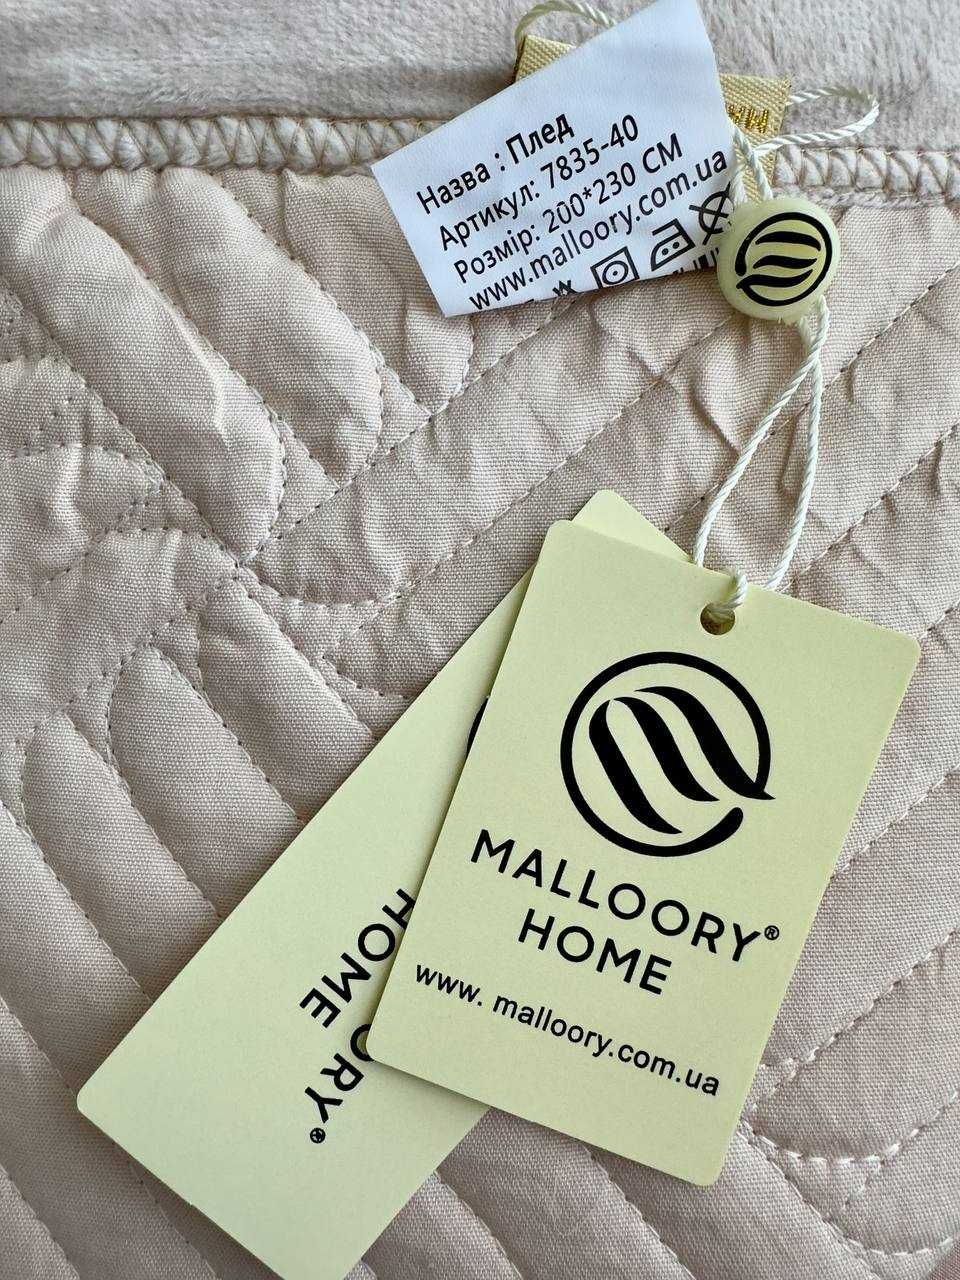 Назва : Плед
Артикул: 7835-40
Розмір: 200*230 СМ
www.malloory.com.ua
MALLOORY®
HOME
www. malloory.com.ua
ORY®
HOME